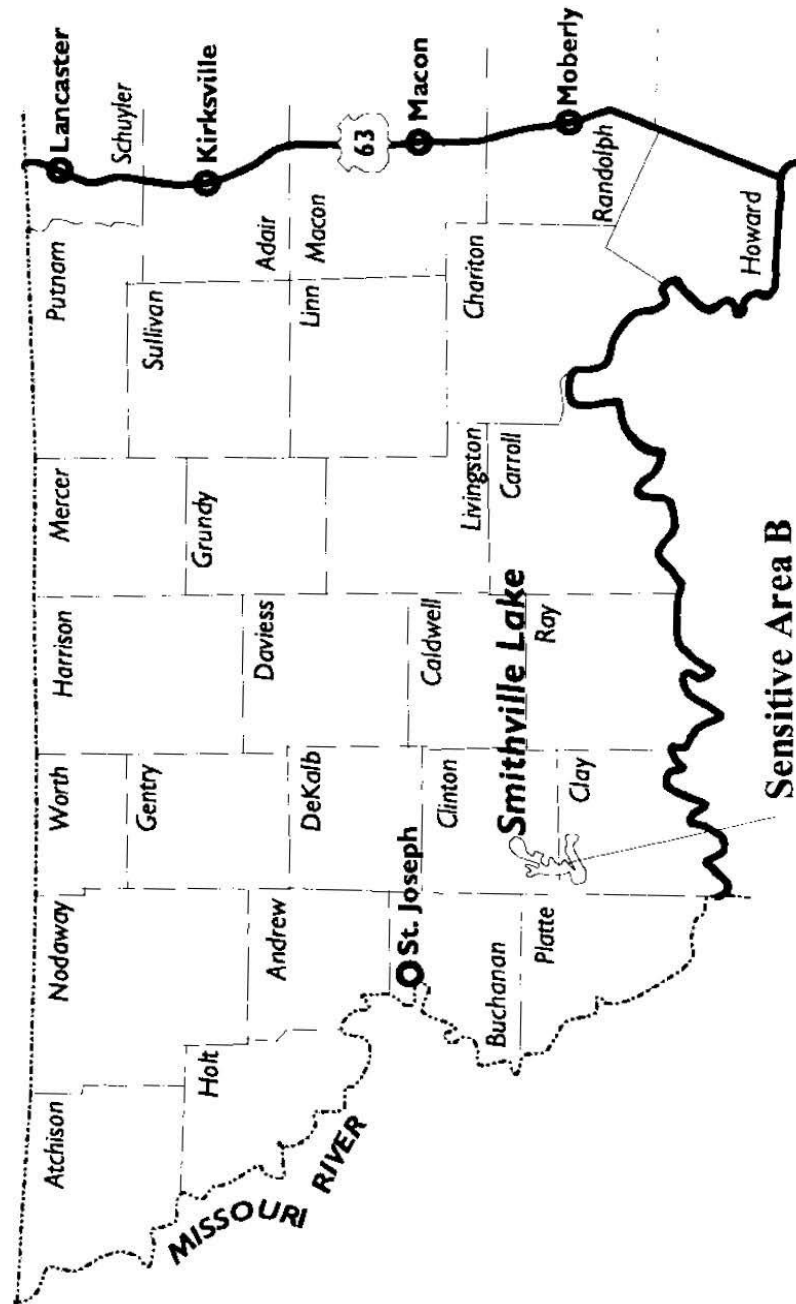 Atchison
Nodaway
Worth
Harrison
Mercer
Putnam
Schuyler
Lancaster
Holt
Gentry
Grundy
Sullivan
Kirksville
Andrew
DeKalb
Daviess
Linn
Adair
Macon
63
MISSOURI RIVER
St. Joseph
Clinton
Caldwell
Livingston
Chariton
Macon
Buchanan
Platte
Smithville Lake
Clay
Ray
Carroll
Randolph
Moberly
Howard
Sensitive Area B